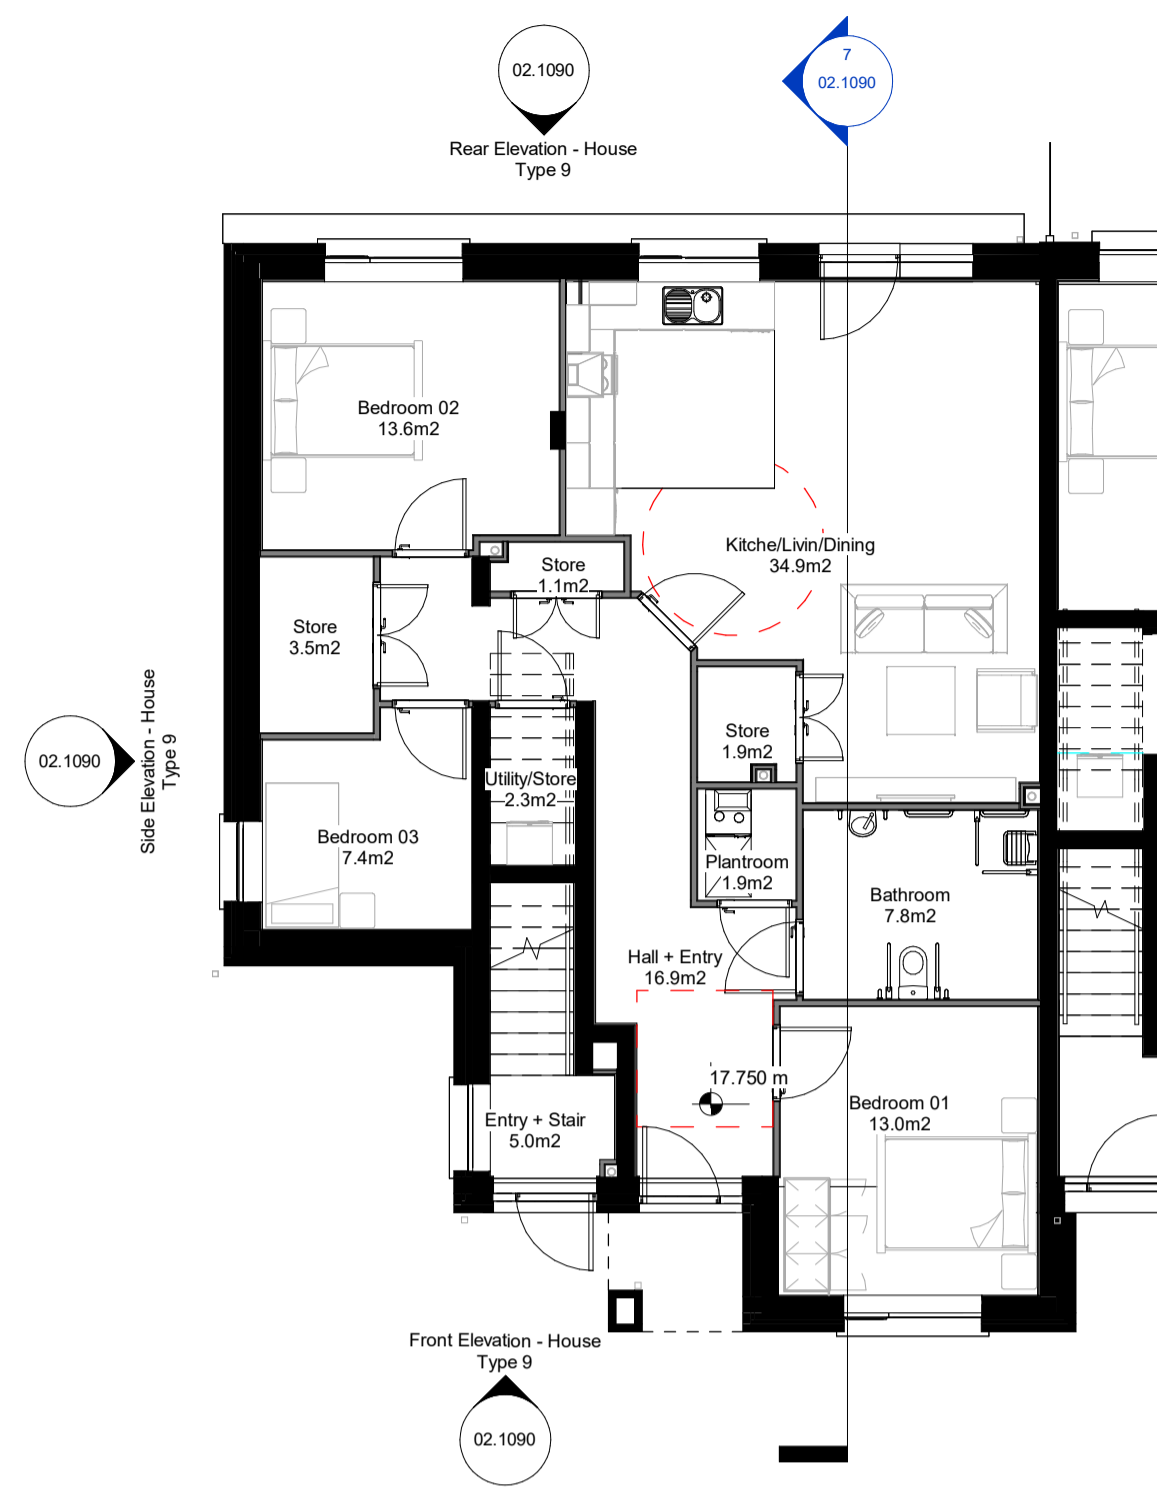 02.1090
7
02.1090
Rear Elevation - House
Type 9
Bedroom 02
13.6m2
Kitche/Livin/Dining
34.9m2
Store
1.1m2
Store
3.5m2
Side Elevation - House
Type 9
02.1090
Store
1.9m2
Utility/Store
2.3m2
Bedroom 03
7.4m2
Plantroom
1.9m2
Bathroom
7.8m2
Hall + Entry
16.9m2
17.750 m
Entry + Stair
5.0m2
Bedroom 01
13.0m2
Front Elevation - House
Type 9
02.1090